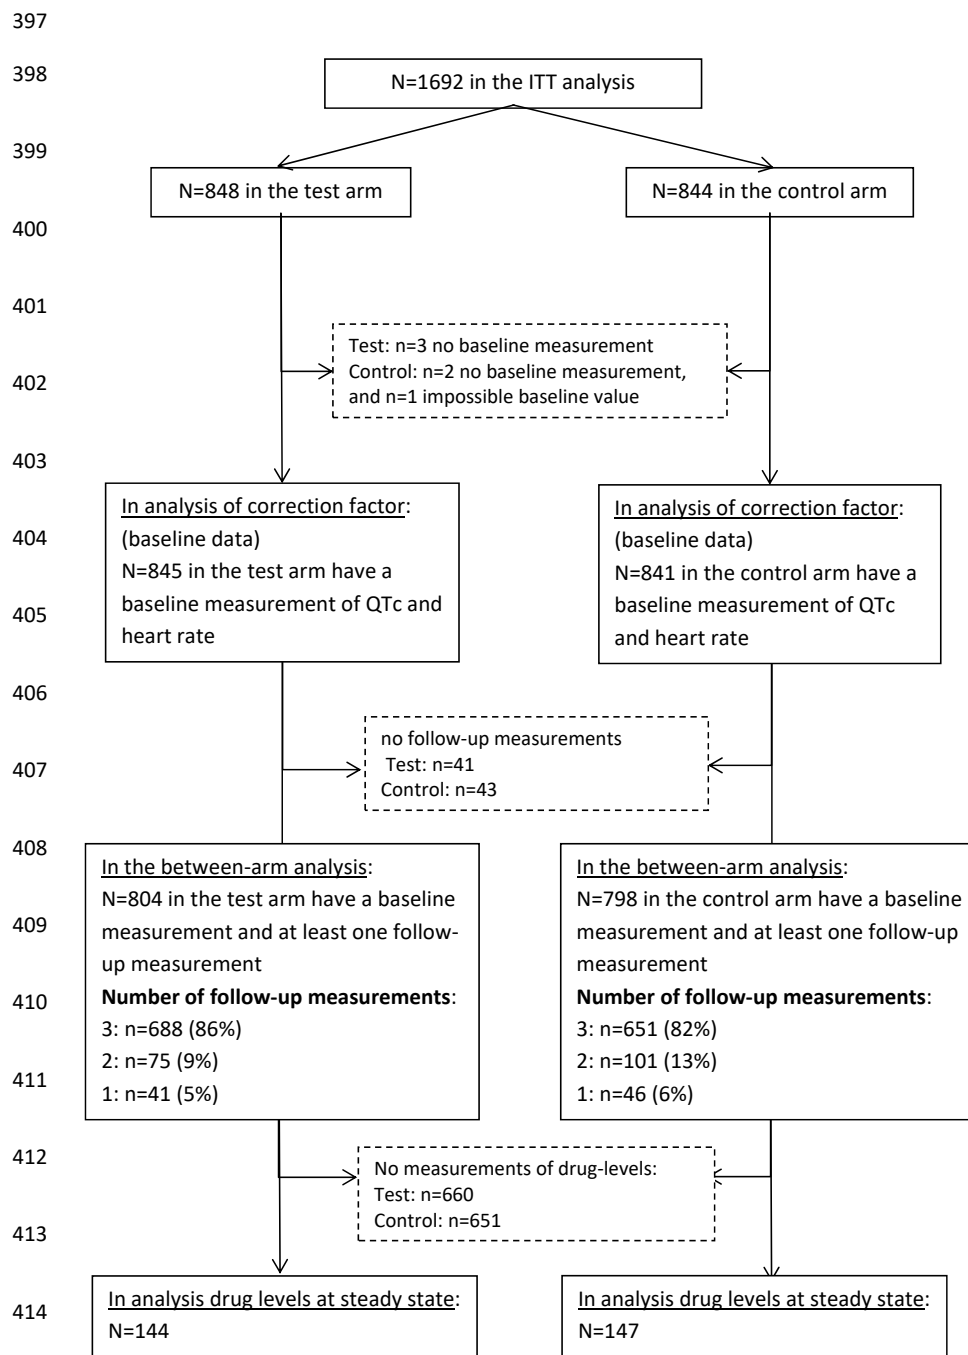 397
398
N=1692 in the ITT analysis
399
N=848 in the test arm
N=844 in the control arm
400
401
Test: n=3 no baseline measurement
Control: n=2 no baseline measurement,
and n=1 impossible baseline value
402
403
In analysis of correction factor:
(baseline data)
N=845 in the test arm have a
baseline measurement of QTc and
heart rate
In analysis of correction factor:
(baseline data)
N=841 in the control arm have a
baseline measurement of QTc
and heart rate
404
405
406
no follow-up measurements
Test: n=41
Control: n=43
407
408
In the between-arm analysis:
N=804 in the test arm have a baseline
measurement and at least one follow-
up measurement
Number of follow-up measurements:
3: n=688 (86%)
2: n=75 (9%)
1: n=41 (5%)
In the between-arm analysis:
N=798 in the control arm have a baseline
measurement and at least one follow-up
measurement
Number of follow-up measurements:
3: n=651 (82%)
2: n=101 (13%)
1: n=46 (6%)
409
410
411
412
No measurements of drug-levels:
Test: n=660
Control: n=651
413
414
In analysis drug levels at steady state:
N=144
In analysis drug levels at steady state:
N=147